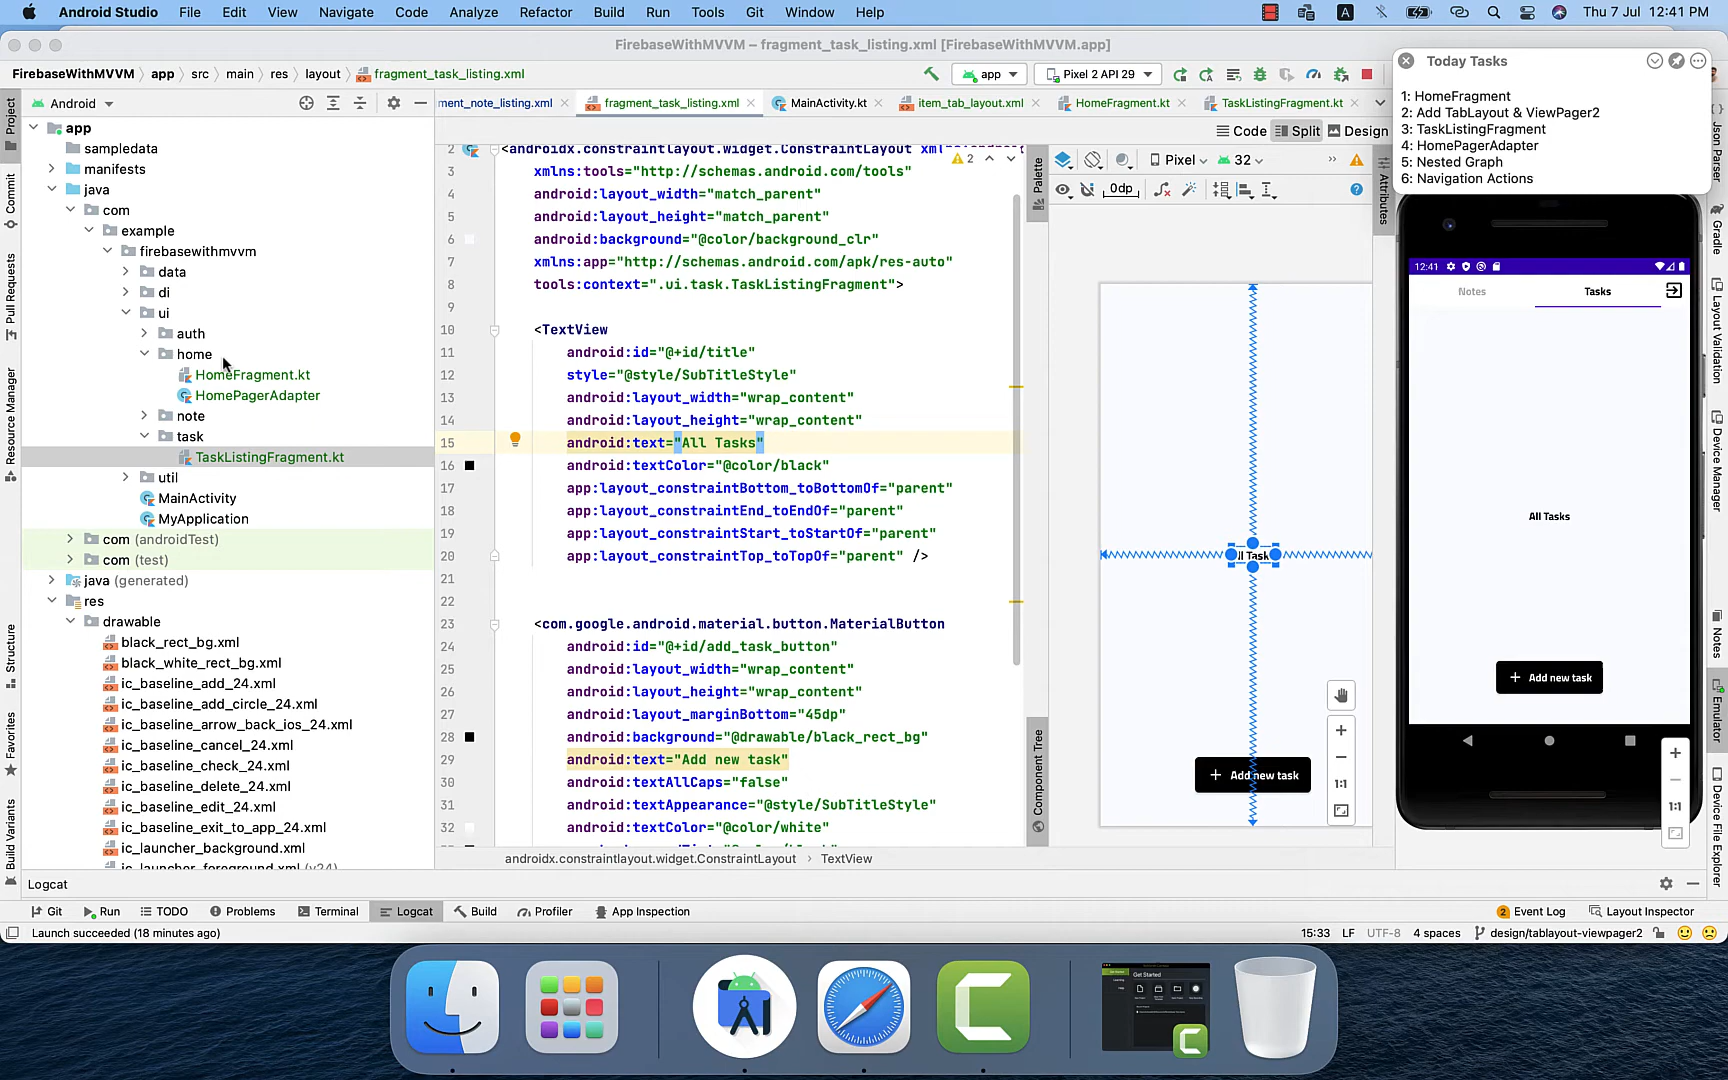 Android Studio File Edit View Navigate Code Analyze Refactor Build Run Tools Git Window Help
A Thu 7 Jul 12:41 PM
FirebaseWithMVVM – fragment_task_listing.xml [FirebaseWithMVVM.app]
FirebaseWithMVVM app src main res layout fragment_task_listing.xml
app Pixel 2 API 29
Today Tasks
1: HomeFragment
2: Add TabLayout & ViewPager2
3: TaskListingFragment
4: HomePagerAdapter
5: Nested Graph
6: Navigation Actions
Android
ment_note_listing.xml fragment_task_listing.xml MainActivity.kt item_tab_layout.xml HomeFragment.kt TaskListingFragment.kt
Code Split Design
Project
Commit
Pull Requests
Resource Manager
Structure
Favorites
Build Variants
app
sampledata
manifests
java
com
example
firebasewithmvvm
data
di
ui
auth
home
HomeFragment.kt
HomePagerAdapter
note
task
TaskListingFragment.kt
util
MainActivity
MyApplication
com (androidTest)
com (test)
java (generated)
res
drawable
black_rect_bg.xml
black_white_rect_bg.xml
ic_baseline_add_24.xml
ic_baseline_add_circle_24.xml
ic_baseline_arrow_back_ios_24.xml
ic_baseline_cancel_24.xml
ic_baseline_check_24.xml
ic_baseline_delete_24.xml
ic_baseline_edit_24.xml
ic_baseline_exit_to_app_24.xml
ic_launcher_background.xml
ic_launcher_foreground.xml (v24)
2 <androidx.constraintlayout.widget.ConstraintLayout
2
3 xmlns:tools="http://schemas.android.com/tools"
4 android:layout_width="match_parent"
5 android:layout_height="match_parent"
6 android:background="@color/background_clr"
7 xmlns:app="http://schemas.android.com/apk/res-auto"
8 tools:context=".ui.task.TaskListingFragment">
9
10 <TextView
11 android:id="@+id/title"
12 style="@style/SubTitleStyle"
13 android:layout_width="wrap_content"
14 android:layout_height="wrap_content"
15 android:text="All Tasks"
16 android:textColor="@color/black"
17 app:layout_constraintBottom_toBottomOf="parent"
18 app:layout_constraintEnd_toEndOf="parent"
19 app:layout_constraintStart_toStartOf="parent"
20 app:layout_constraintTop_toTopOf="parent" />
21
22
23 <com.google.android.material.button.MaterialButton
24 android:id="@+id/add_task_button"
25 android:layout_width="wrap_content"
26 android:layout_height="wrap_content"
27 android:layout_marginBottom="45dp"
28 android:background="@drawable/black_rect_bg"
29 android:text="Add new task"
30 android:textAllCaps="false"
31 android:textAppearance="@style/SubTitleStyle"
32 android:textColor="@color/white"
androidx.constraintlayout.widget.ConstraintLayout TextView
Palette
Component Tree
Pixel 32
0dp
Attributes
ll Task
Add new task
1:1
12:41
Notes Tasks
All Tasks
Add new task
1:1
Json Parser
Gradle
Layout Validation
Device Manager
Notes
Emulator
Device File Explorer
Logcat
Git Run TODO Problems Terminal Logcat Build Profiler App Inspection
2 Event Log Layout Inspector
Launch succeeded (18 minutes ago)
15:33 LF UTF-8 4 spaces design/tablayout-viewpager2
Get Started